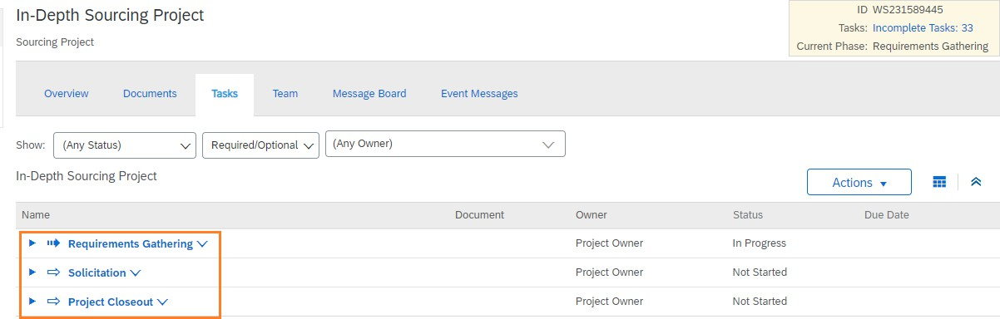 In-Depth Sourcing Project
ID WS231589445
Tasks: Incomplete Tasks: 33
Sourcing Project
Current Phase: Requirements Gathering
Overview Documents Tasks Team Message Board Event Messages
Show: (Any Status) Required/Optional (Any Owner)
In-Depth Sourcing Project
Actions
Name Document Owner Status Due Date
Requirements Gathering Project Owner In Progress
Solicitation Project Owner Not Started
Project Closeout Project Owner Not Started